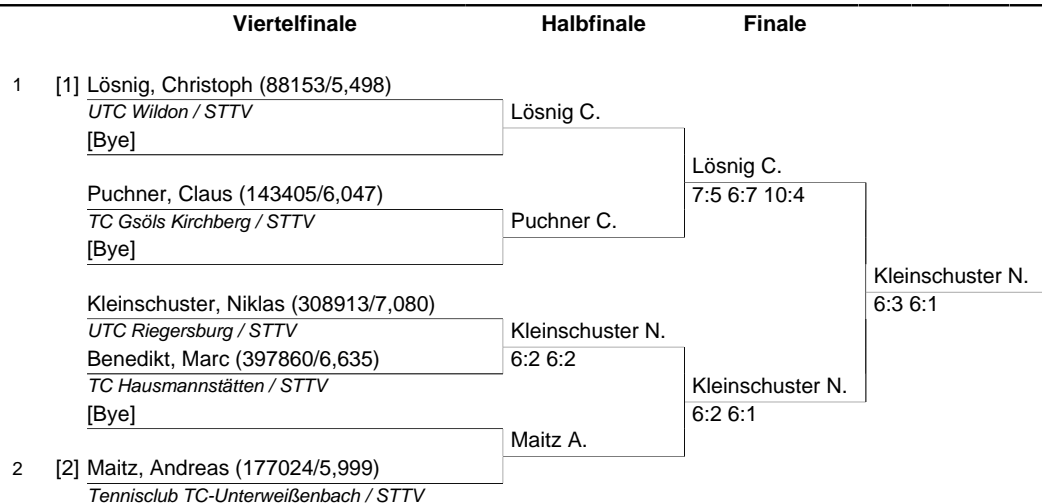 Viertelfinale Halbfinale Finale
1 [1] Lösnig, Christoph (88153/5,498)
UTC Wildon / STTV Lösnig C.
[Bye]
Lösnig C.
Puchner, Claus (143405/6,047) 7:5 6:7 10:4
TC Gsöls Kirchberg / STTV Puchner C.
[Bye]
Kleinschuster N.
Kleinschuster, Niklas (308913/7,080) 6:3 6:1
UTC Riegersburg / STTV Kleinschuster N.
Benedikt, Marc (397860/6,635) 6:2 6:2
TC Hausmannstätten / STTV Kleinschuster N.
[Bye] 6:2 6:1
Maitz A.
2 [2] Maitz, Andreas (177024/5,999)
Tennisclub TC-Unterweißenbach / STTV